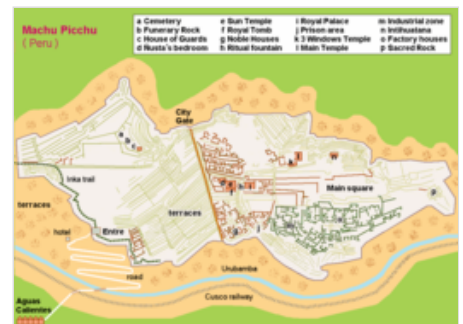 Machu Picchu
( Peru )
a Cemetery
b Funerary Rock
c House of Guards
d Nusta's bedroom
e Sun Temple
f Royal Tomb
g Noble Houses
h Ritual fountain
i Royal Palace
j Prison area
k 3 Windows Temple
l Main Temple
m Industrial zone
n Intihuatana
o Factory houses
p Sacred Rock
City
Gate
Inka trail
terraces
terraces
Main square
hotel
Entre
road
Urubamba
Cusco railway
Aguas
Calientes